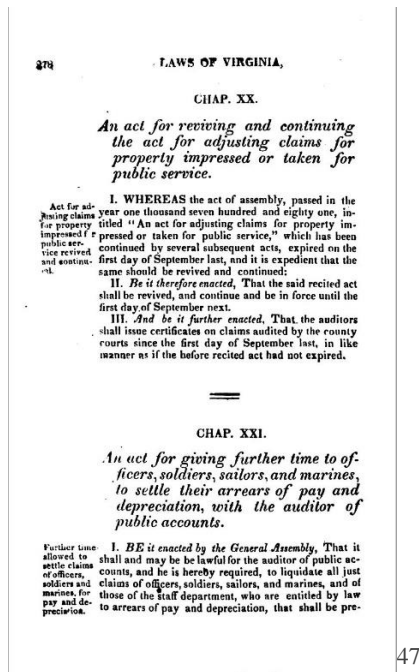 378
LAWS OF VIRGINIA,
CHAP. XX.
An act for reviving and continuing
the act for adjusting claims for
property impressed or taken for
public service.
Act for ad-
justing claims
for property
impressed f r
public ser-
vice revived
and continu-
ed.
I. WHEREAS the act of assembly, passed in the
year one thousand seven hundred and eighty one, in-
titled "An act for adjusting claims for property im-
pressed or taken for public service," which has been
continued by several subsequent acts, expired on the
first day of September last, and it is expedient that the
same should be revived and continued:
II. Be it therefore enacted, That the said recited act
shall be revived, and continue and be in force until the
first day of September next.
III. And be it further enacted, That the auditors
shall issue certificates on claims audited by the county
courts since the first day of September last, in like
manner as if the before recited act had not expired.
CHAP. XXI.
An act for giving further time to of-
ficers, soldiers, sailors, and marines,
to settle their arrears of pay and
depreciation, with the auditor of
public accounts.
Further time
allowed to
settle claims
of officers,
soldiers and
marines, for
pay and de-
preciation.
I. BE it enacted by the General Assembly, That it
shall and may be be lawful for the auditor of public ac-
counts, and he is hereby required, to liquidate all just
claims of officers, soldiers, sailors, and marines, and of
those of the staff department, who are entitled by law
to arrears of pay and depreciation, that shall be pre-
47